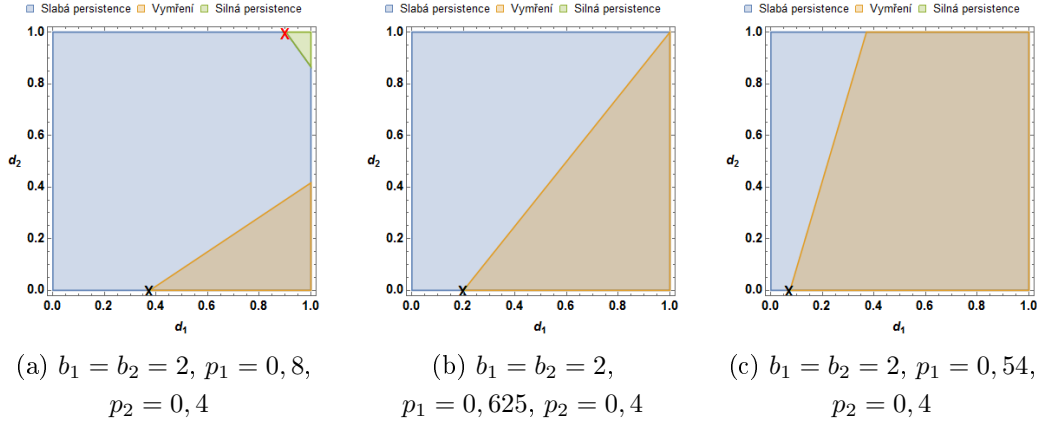 Slabá persistence Vymření Silná persistence
1.0
0.8
0.6
d2
0.4
0.2
0.0
X
X
0.0 0.2 0.4 0.6 0.8 1.0
d1
(a) b1 = b2 = 2, p1 = 0, 8,
p2 = 0, 4
Slabá persistence Vymření Silná persistence
1.0
0.8
0.6
d2
0.4
0.2
0.0
X
0.0 0.2 0.4 0.6 0.8 1.0
d1
(b) b1 = b2 = 2,
p1 = 0, 625, p2 = 0, 4
Slabá persistence Vymření Silná persistence
1.0
0.8
0.6
d2
0.4
0.2
0.0
X
0.0 0.2 0.4 0.6 0.8 1.0
d1
(c) b1 = b2 = 2, p1 = 0, 54,
p2 = 0, 4